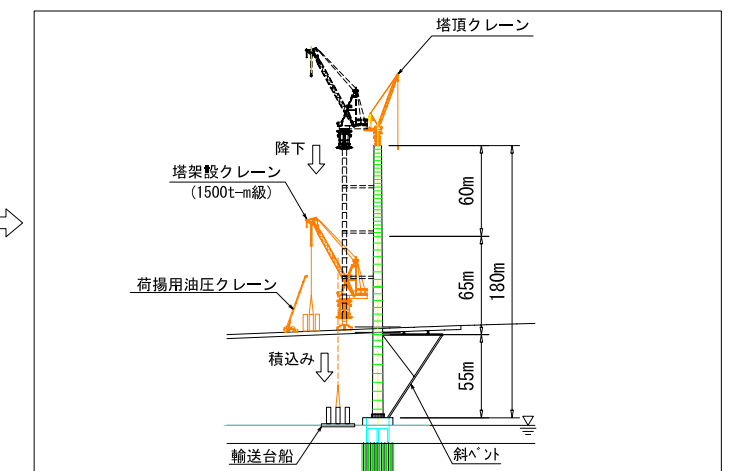 塔頂クレーン
降下
塔架設クレーン
(1500t-m級)
60m
荷揚用油圧クレーン
65m
180m
積込み
55m
輸送台船
斜ベント